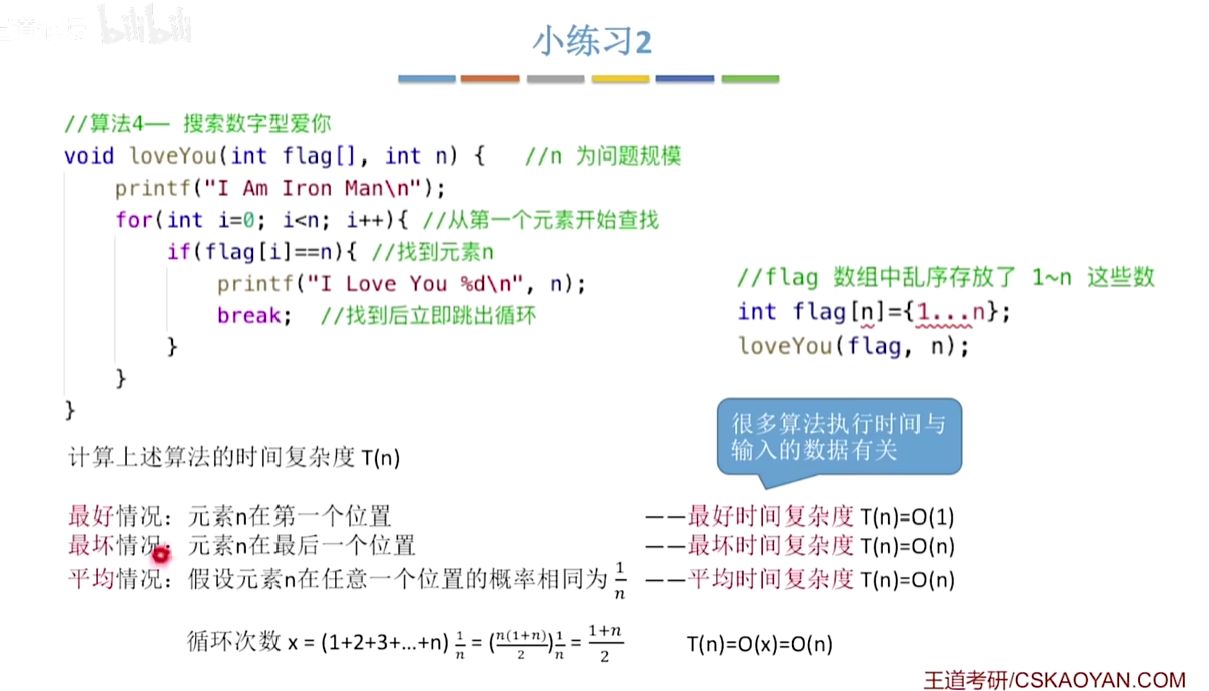 bilibili
小练习2
//算法4—— 搜索数字型爱你
void loveYou(int flag[], int n) { //n 为问题规模
printf("I Am Iron Man\n");
for(int i=0; i<n; i++){ //从第一个元素开始查找
if(flag[i]==n){ //找到元素n
printf("I Love You %d\n", n);
break; //找到后立即跳出循环
}
}
}
//flag 数组中乱序存放了 1~n 这些数
int flag[n]={1...n};
loveYou(flag, n);
计算上述算法的时间复杂度 T(n)
很多算法执行时间与
输入的数据有关
最好情况：元素n在第一个位置 ——最好时间复杂度 T(n)=O(1)
最坏情况：元素n在最后一个位置 ——最坏时间复杂度 T(n)=O(n)
平均情况：假设元素n在任意一个位置的概率相同为 1/n ——平均时间复杂度 T(n)=O(n)
循环次数 x = (1+2+3+...+n) 1/n = (n(1+n)/2) 1/n = (1+n)/2 T(n)=O(x)=O(n)
王道考研/CSKAOYAN.COM